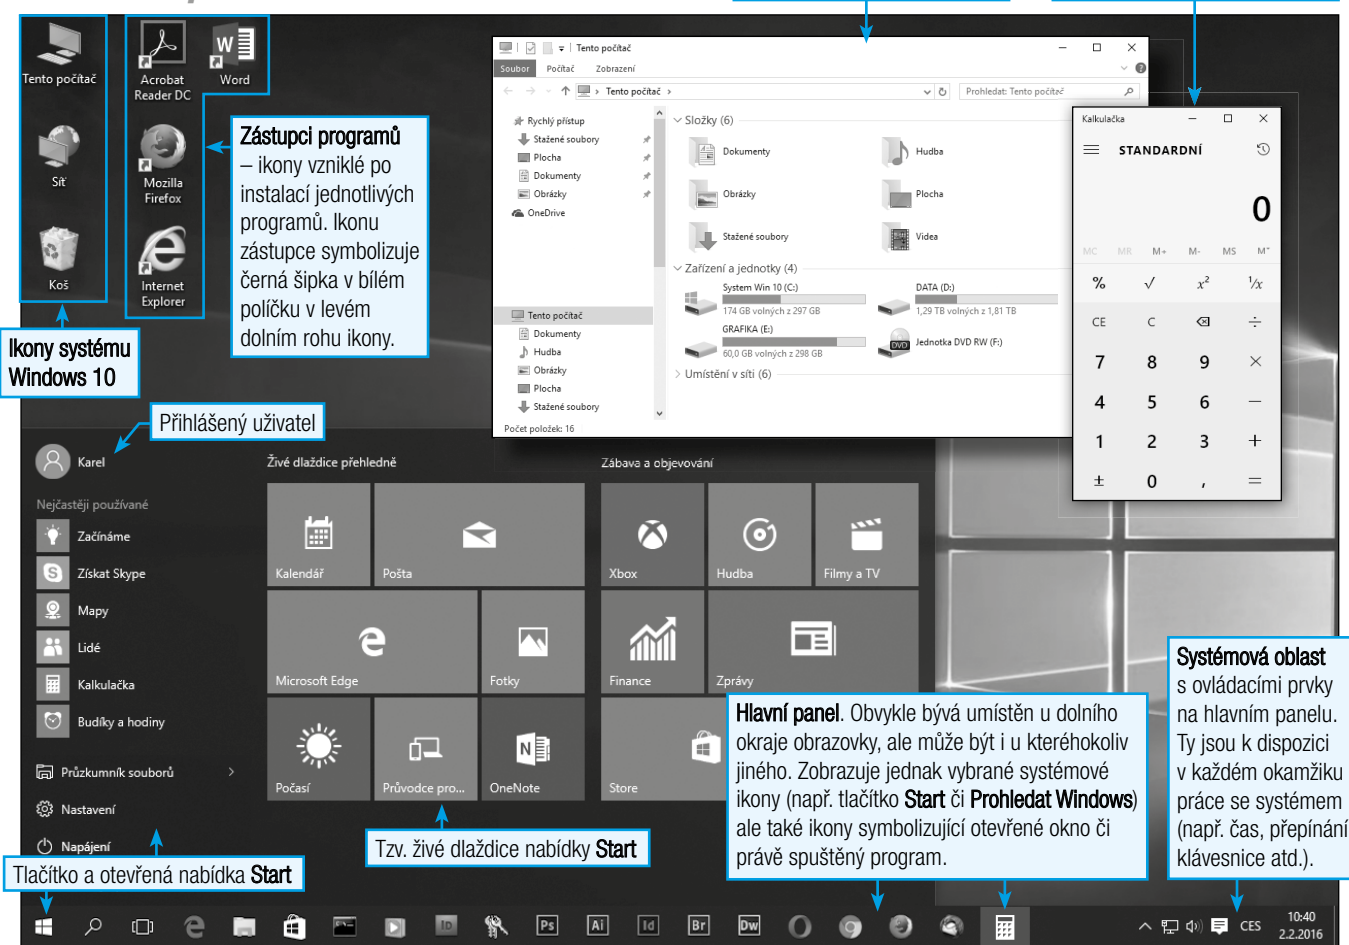 Tento počítač
Acrobat
Reader DC
Word
Síť
Mozilla
Firefox
Koš
Internet
Explorer
Zástupci programů
– ikony vzniklé po
instalací jednotlivých
programů. Ikonu
zástupce symbolizuje
černá šipka v bílém
políčku v levém
dolním rohu ikony.
Ikony systému
Windows 10
Tento počítač
Soubor Počítač Zobrazení
Tento počítač
Prohledat: Tento počítač
Rychlý přístup
Stažené soubory
Plocha
Dokumenty
Obrázky
OneDrive
Tento počítač
Dokumenty
Hudba
Obrázky
Plocha
Stažené soubory
Počet položek: 16
Složky (6)
Dokumenty
Hudba
Obrázky
Plocha
Stažené soubory
Videa
Zařízení a jednotky (4)
System Win 10 (C:)
174 GB volných z 297 GB
DATA (D:)
1,29 TB volných z 1,81 TB
GRAFIKA (E:)
60,0 GB volných z 298 GB
DVD
Jednotka DVD RW (F:)
Umístění v síti (6)
Kalkulačka
STANDARDNÍ
0
MC MR M+ M- MS M˅
% √ x² ¹/x
CE C ÷
7 8 9 ×
4 5 6 −
1 2 3 +
± 0 , =
Přihlášený uživatel
Karel
Nejčastěji používané
Začínáme
Získat Skype
Mapy
Lidé
Kalkulačka
Budíky a hodiny
Průzkumník souborů
Nastavení
Napájení
Živé dlaždice přehledně
Kalendář
Pošta
Microsoft Edge
Fotky
Počasí
Průvodce pro...
OneNote
Zábava a objevování
Xbox
Hudba
Filmy a TV
Finance
Zprávy
Store
Tzv. živé dlaždice nabídky Start
Tlačítko a otevřená nabídka Start
Hlavní panel. Obvykle bývá umístěn u dolního
okraje obrazovky, ale může být i u kteréhokoliv
jiného. Zobrazuje jednak vybrané systémové
ikony (např. tlačítko Start či Prohledat Windows)
ale také ikony symbolizující otevřené okno či
právě spuštěný program.
Systémová oblast
s ovládacími prvky
na hlavním panelu.
Ty jsou k dispozici
v každém okamžiku
práce se systémem
(např. čas, přepínání
klávesnice atd.).
Ps Ai Id Br Dw
CES
10:40
2.2.2016